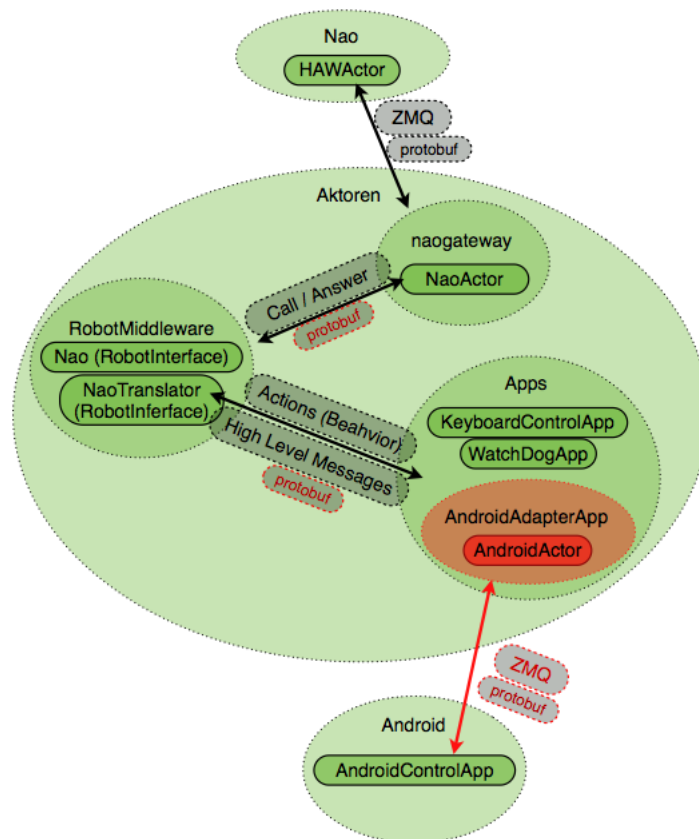 Nao
HAWActor
ZMQ
protobuf
Aktoren
naogateway
NaoActor
Call / Answer
protobuf
RobotMiddleware
Nao (RobotInterface)
NaoTranslator
(RobotInferface)
Actions (Beahvior)
High Level Messages
protobuf
Apps
KeyboardControlApp
WatchDogApp
AndroidAdapterApp
AndroidActor
ZMQ
protobuf
Android
AndroidControlApp